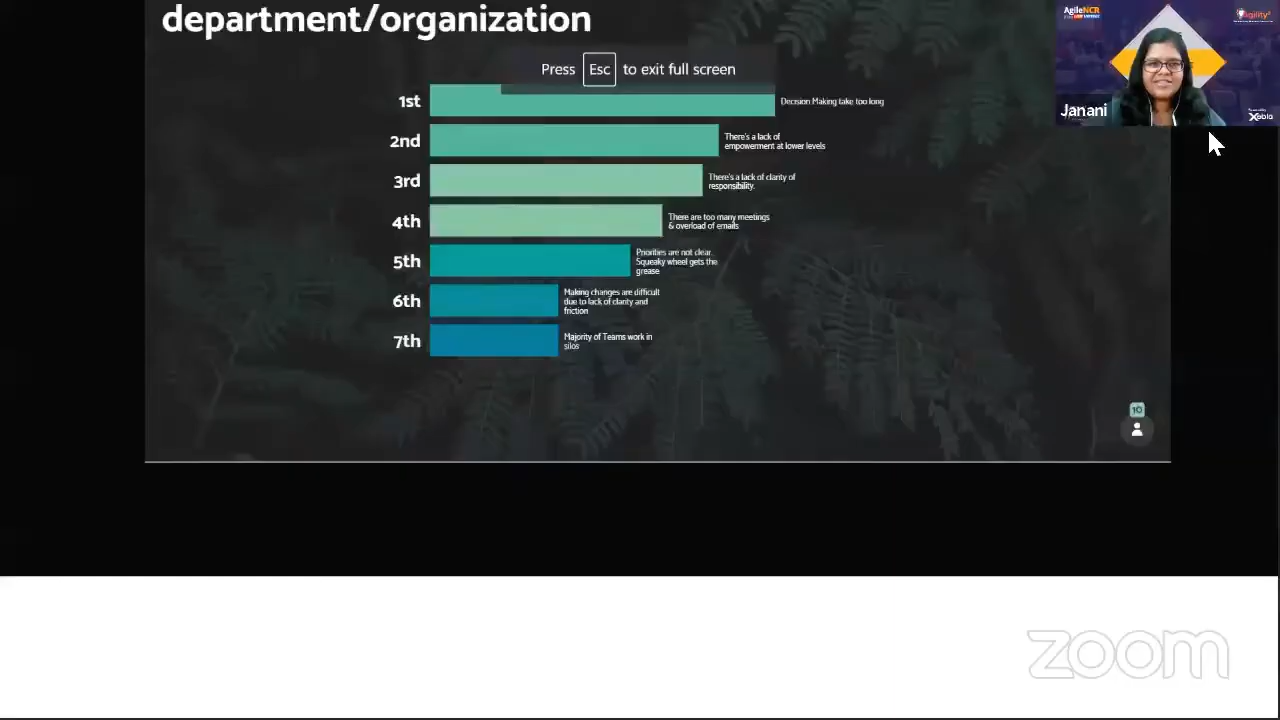 department/organization
Press Esc to exit full screen
1st
Decision Making take too long
2nd
There's a lack of
empowerment at lower levels
3rd
There's a lack of clarity of
responsibility.
4th
There are too many meetings
& overload of emails
5th
Priorities are not clear.
Squeaky wheel gets the
grease
6th
Making changes are difficult
due to lack of clarity and
friction
7th
Majority of Teams work in
silos
10
AgileNCR
Agility
Janani
Xebia
zoom